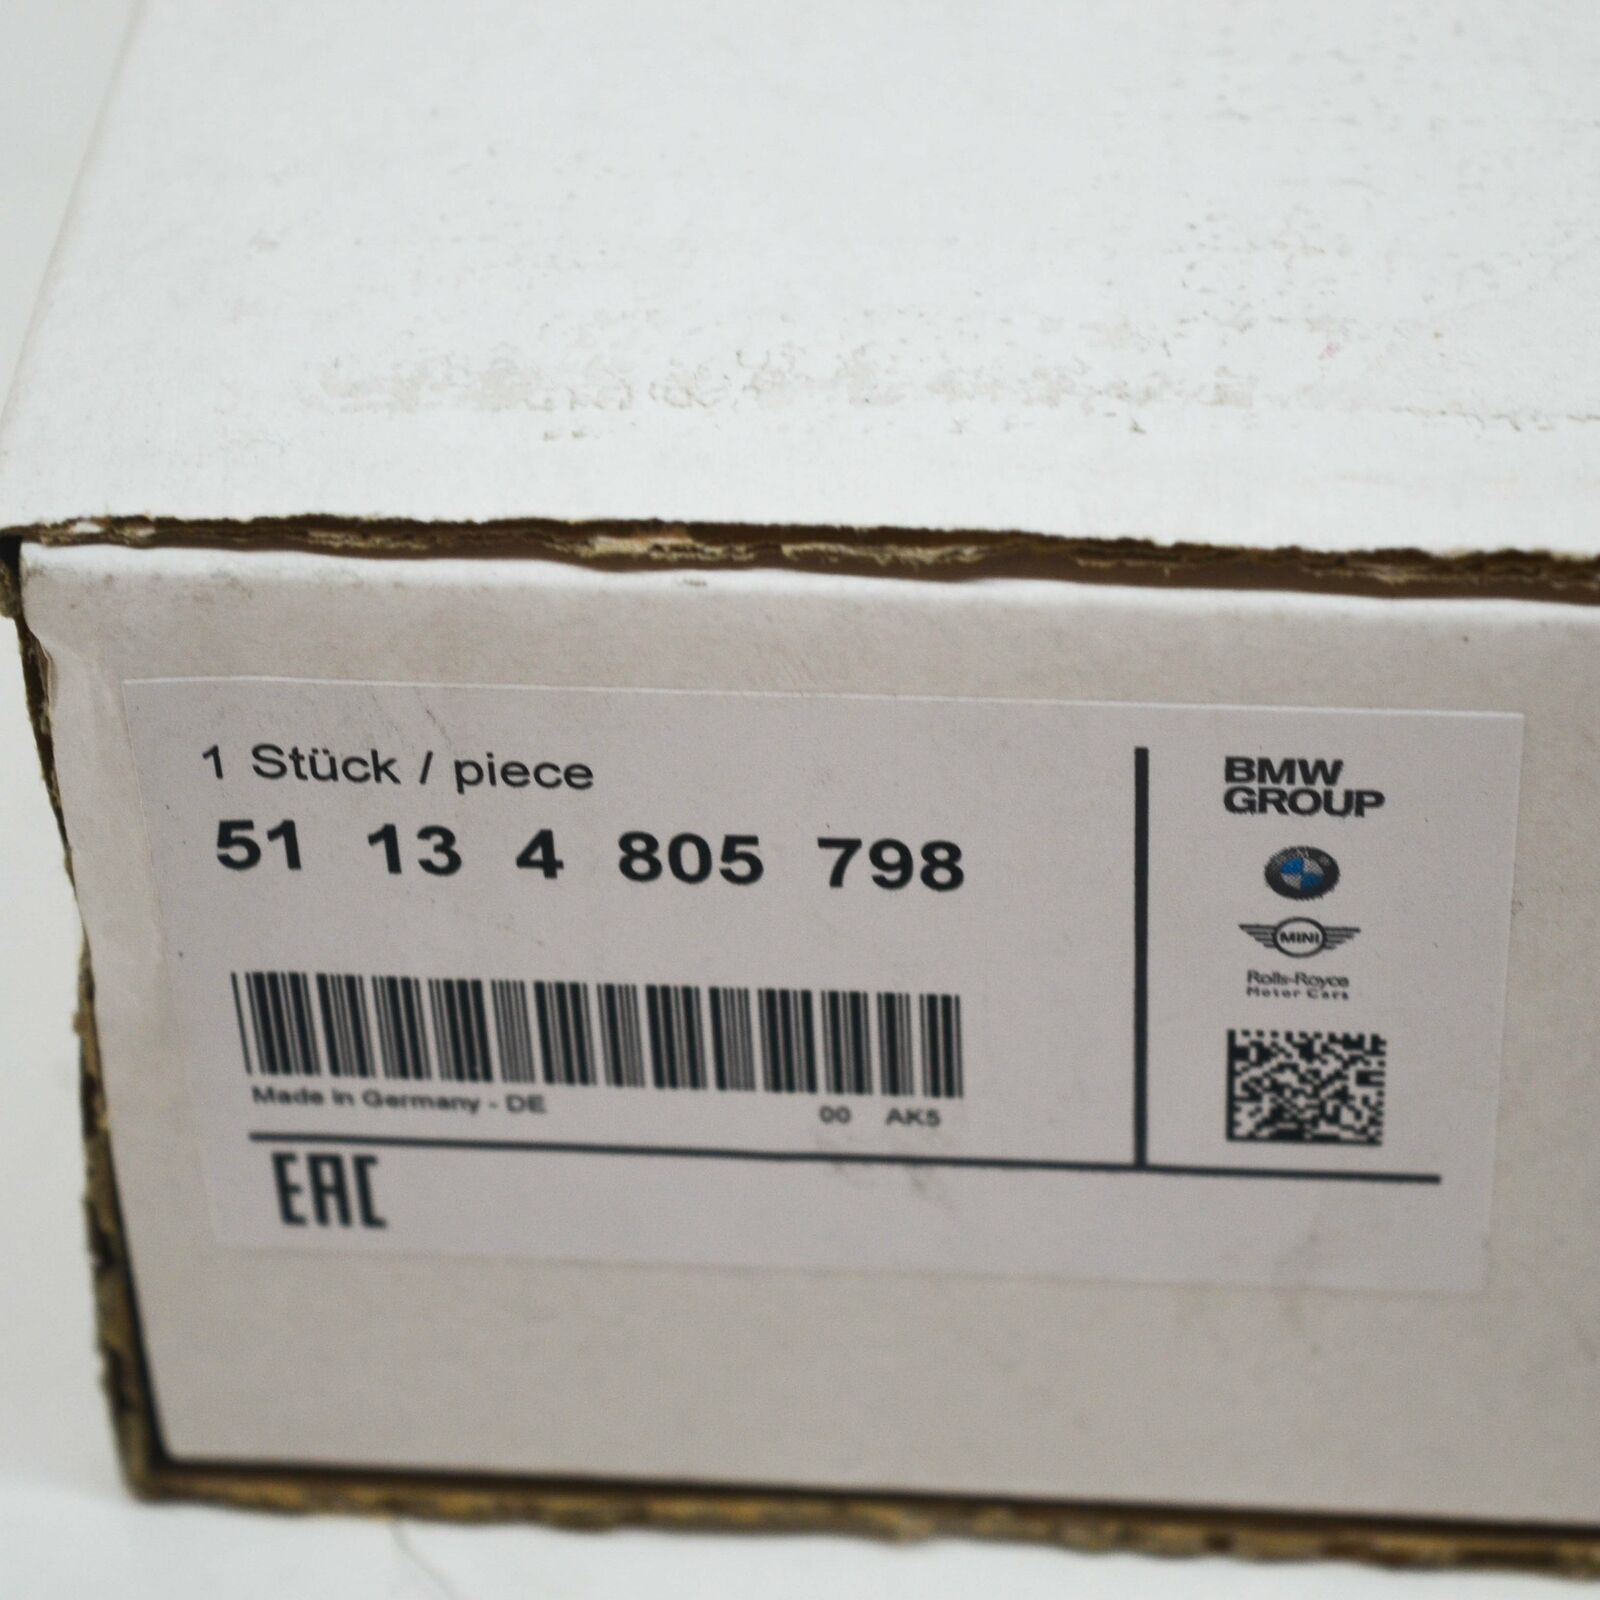 1 Stück / piece
51 13 4 805 798
Made in Germany - DE
00 AK5
EAC
BMW
GROUP
MINI
Rolls-Royce
Motor Cars